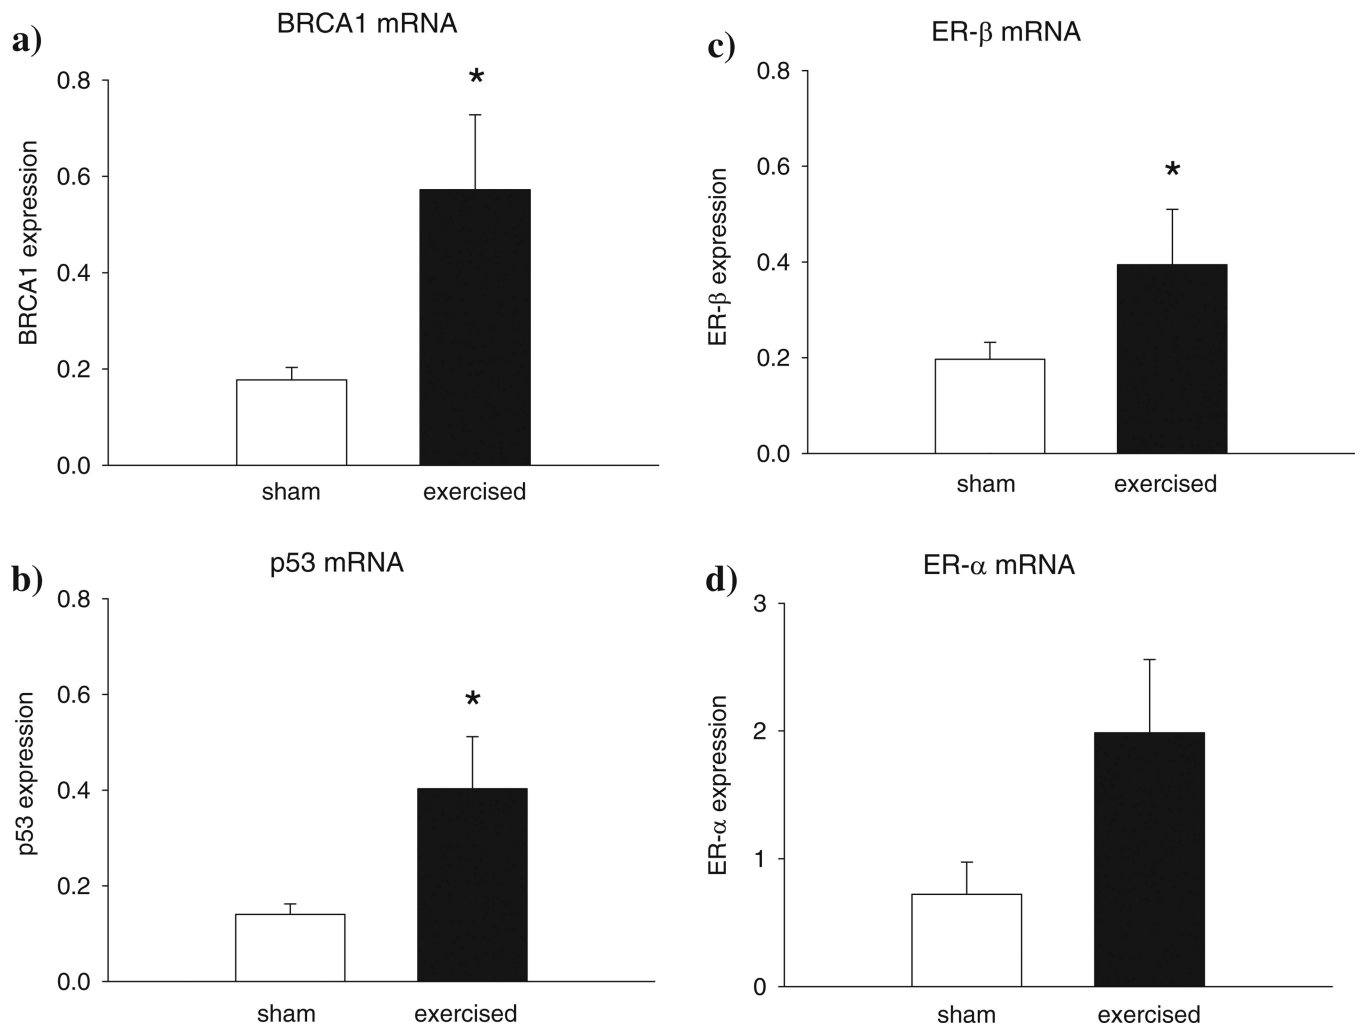 a)
BRCA1 mRNA
BRCA1 expression
0.8
0.6
0.4
0.2
0.0
*
sham
exercised
b)
p53 mRNA
p53 expression
0.8
0.6
0.4
0.2
0.0
*
sham
exercised
c)
ER-β mRNA
ER-β expression
0.8
0.6
0.4
0.2
0.0
*
sham
exercised
d)
ER-α mRNA
ER-α expression
3
2
1
0
sham
exercised